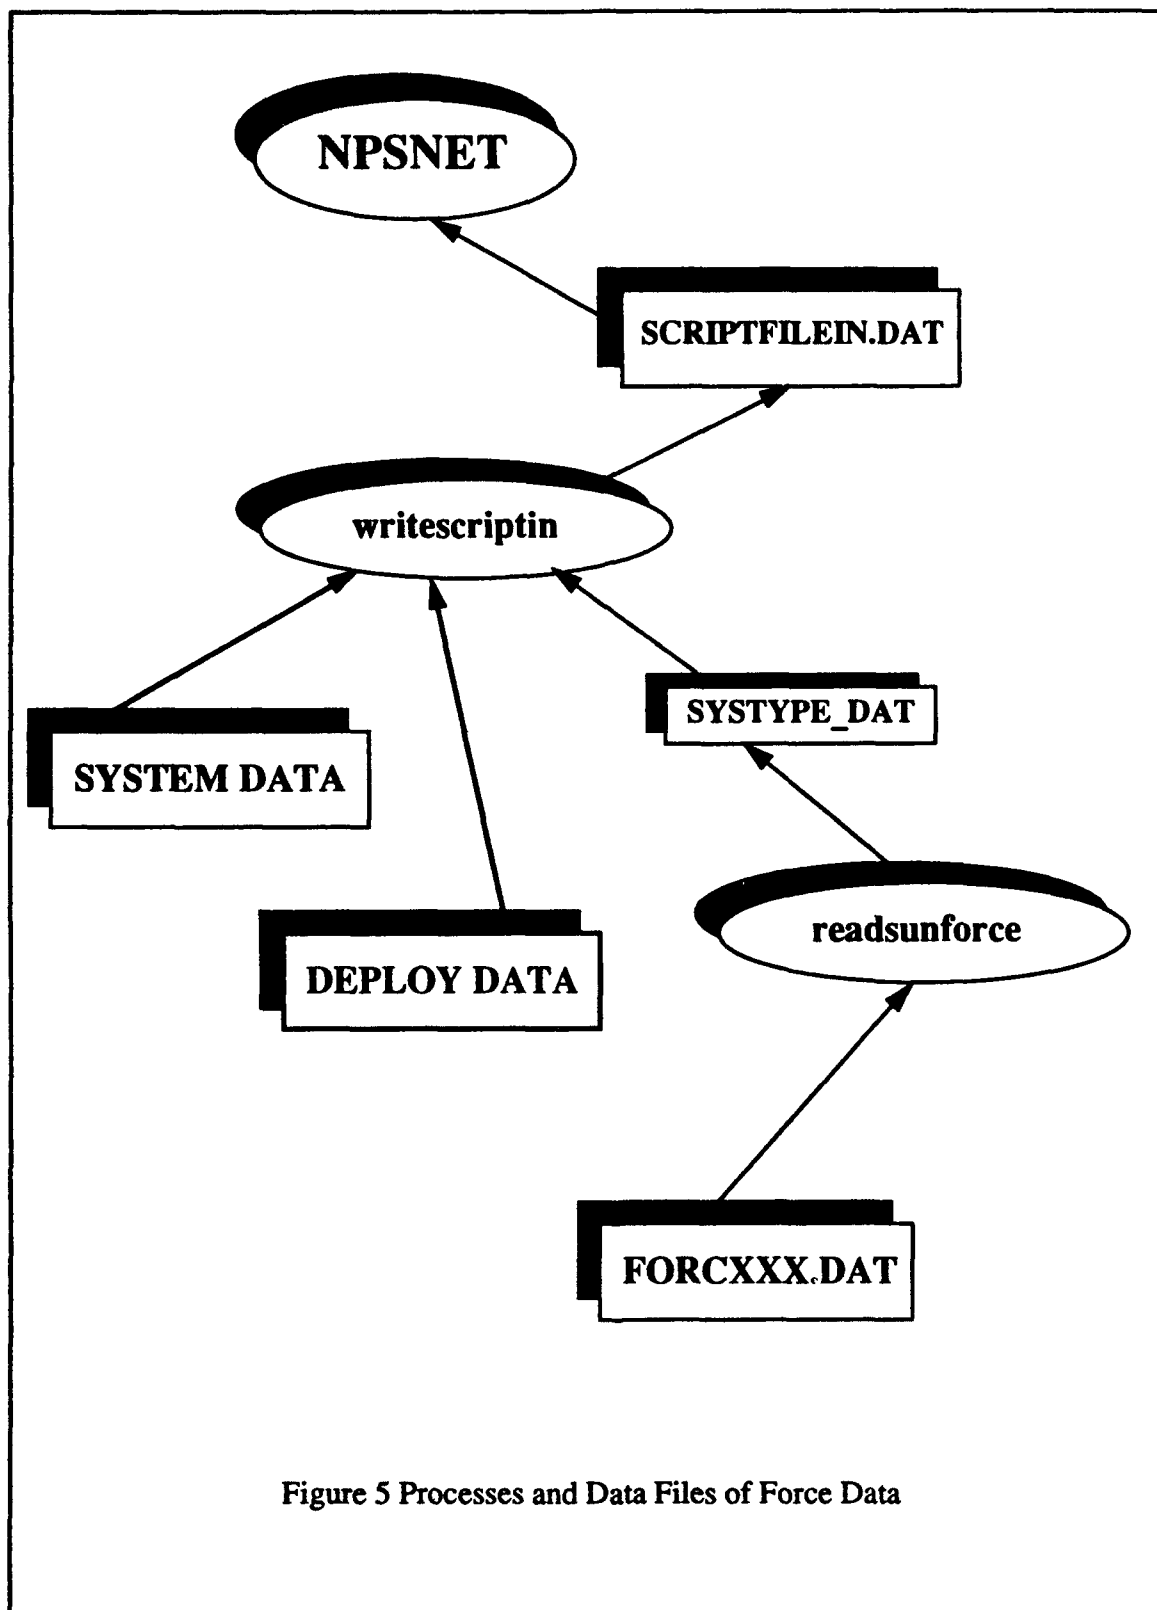 NPSNET
SCRIPTFILEIN.DAT
writescriptin
SYSTYPE_DAT
SYSTEM DATA
readsunforce
DEPLOY DATA
FORCXXX.DAT
Figure 5 Processes and Data Files of Force Data